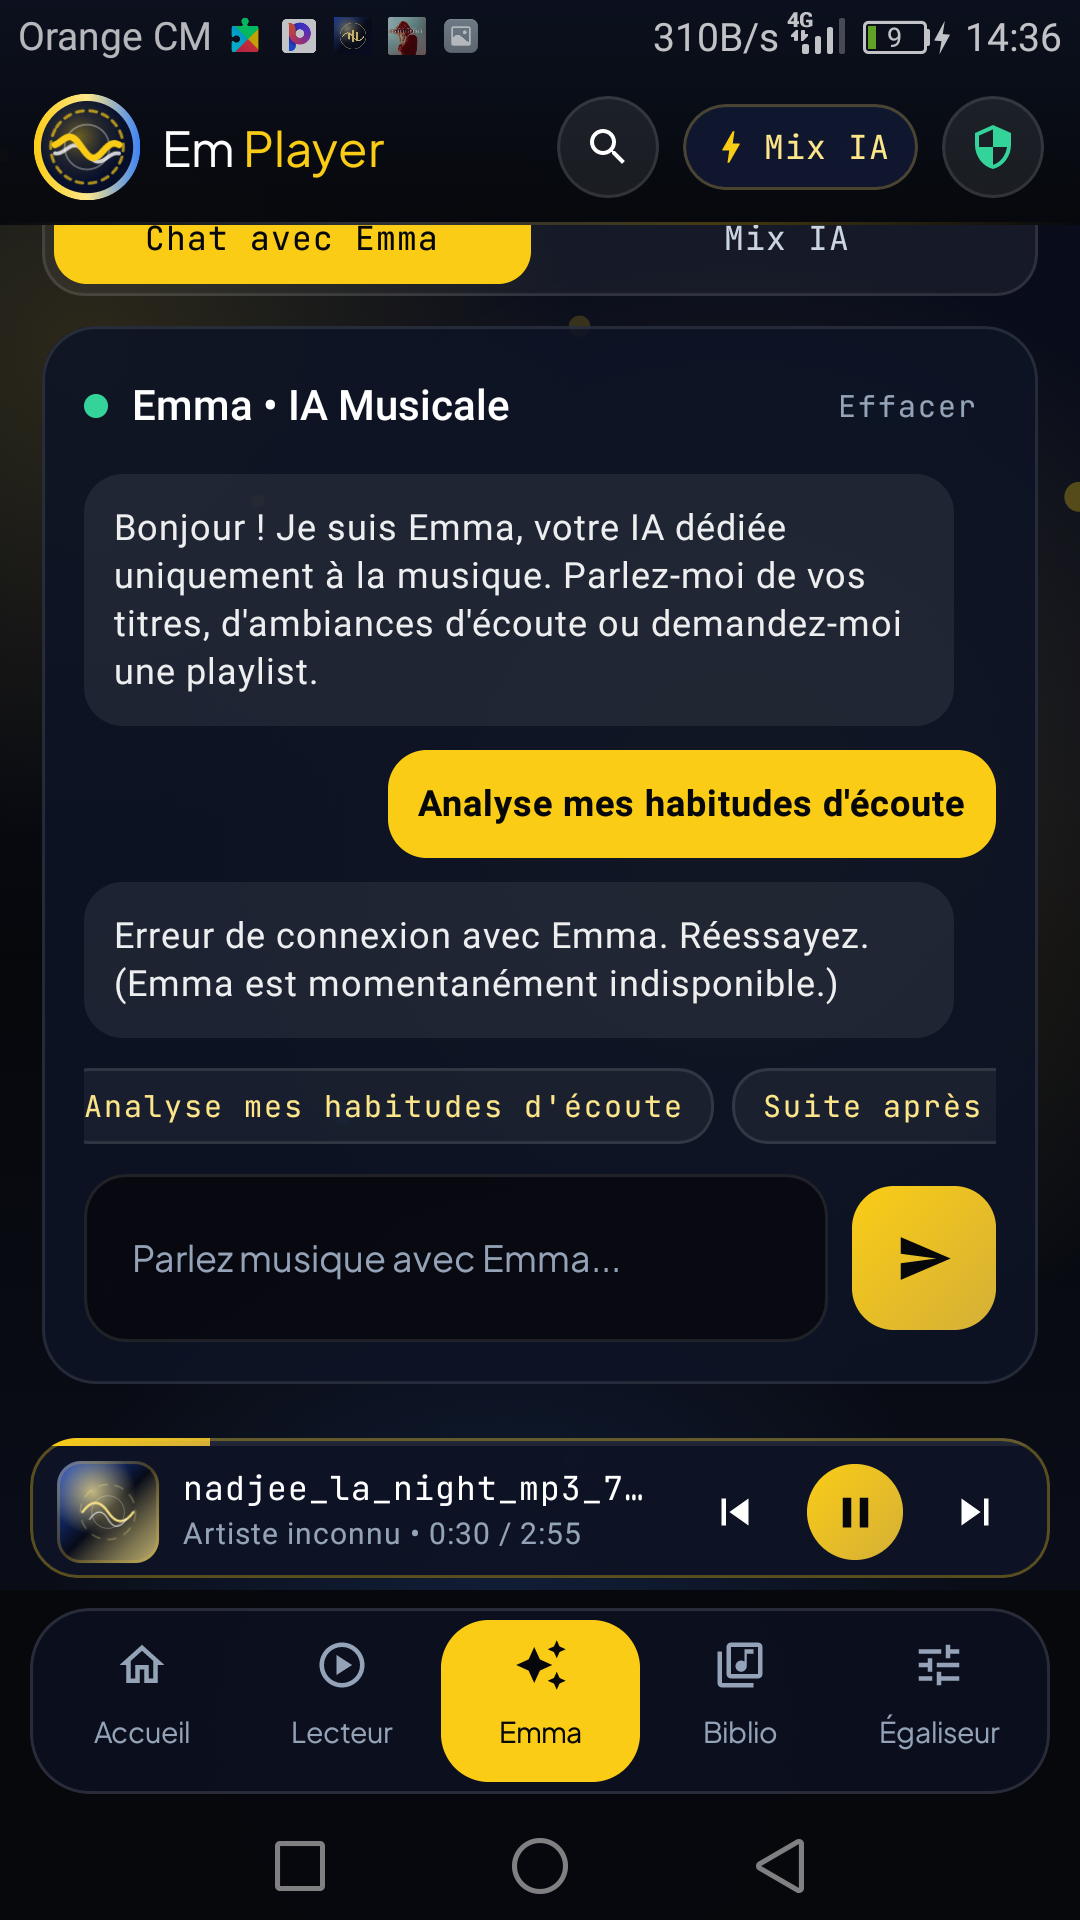 Orange CM 310B/s 4G 9 14:36
Em Player Mix IA
Chat avec Emma Mix IA
Emma • IA Musicale Effacer
Bonjour ! Je suis Emma, votre IA dédiée
uniquement à la musique. Parlez-moi de vos
titres, d'ambiances d'écoute ou demandez-moi
une playlist.
Analyse mes habitudes d'écoute
Erreur de connexion avec Emma. Réessayez.
(Emma est momentanément indisponible.)
Analyse mes habitudes d'écoute Suite après
Parlez musique avec Emma...
nadjee_la_night_mp3_7…
Artiste inconnu • 0:30 / 2:55
Accueil Lecteur Emma Biblio Égaliseur